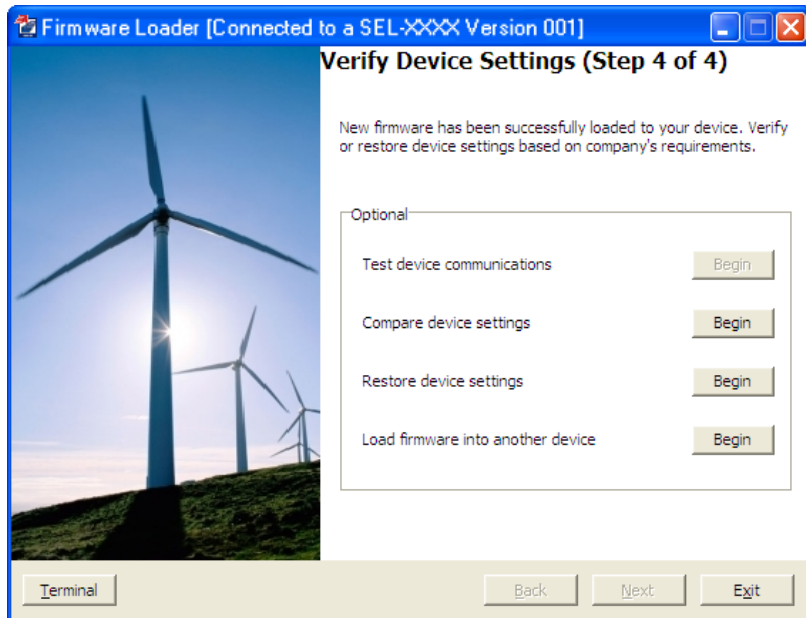 Firmware Loader [Connected to a SEL-XXXX Version 001]
Verify Device Settings (Step 4 of 4)
New firmware has been successfully loaded to your device. Verify
or restore device settings based on company's requirements.
Optional
Test device communications Begin
Compare device settings Begin
Restore device settings Begin
Load firmware into another device Begin
Terminal Back Next Exit